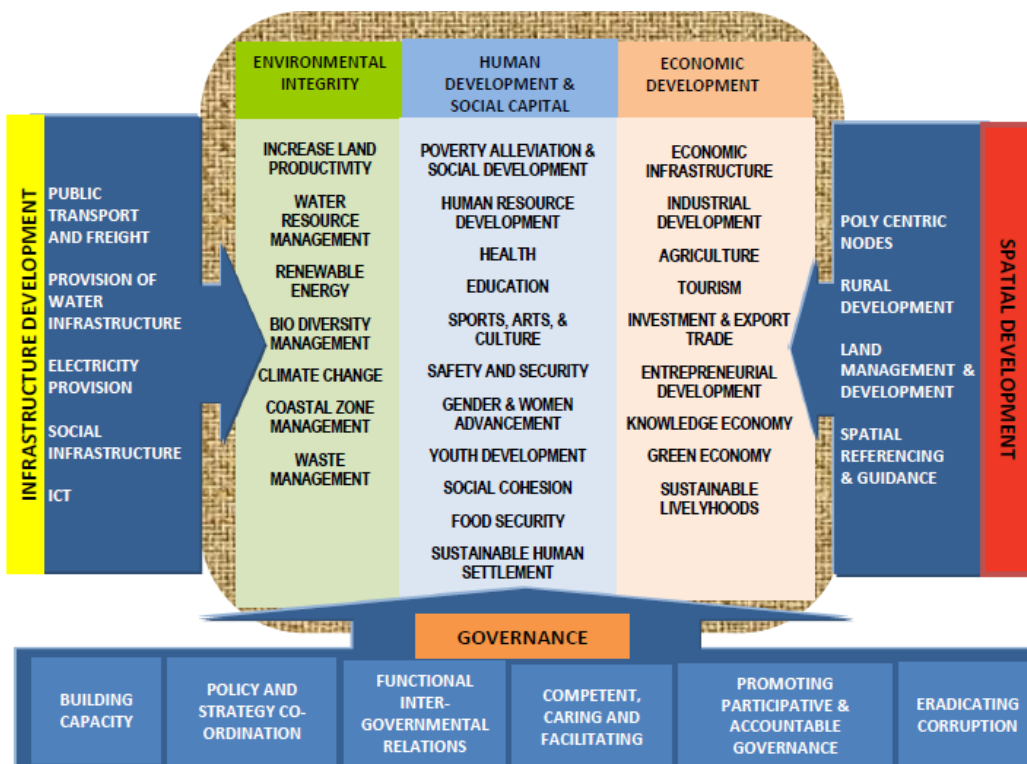 ENVIRONMENTAL
INTEGRITY
HUMAN
DEVELOPMENT &
SOCIAL CAPITAL
ECONOMIC
DEVELOPMENT
INFRASTRUCTURE DEVELOPMENT
PUBLIC
TRANSPORT
AND FREIGHT
PROVISION OF
WATER
INFRASTRUCTURE
ELECTRICITY
PROVISION
SOCIAL
INFRASTRUCTURE
ICT
INCREASE LAND
PRODUCTIVITY
WATER
RESOURCE
MANAGEMENT
RENEWABLE
ENERGY
BIO DIVERSITY
MANAGEMENT
CLIMATE CHANGE
COASTAL ZONE
MANAGEMENT
WASTE
MANAGEMENT
POVERTY ALLEVIATION &
SOCIAL DEVELOPMENT
HUMAN RESOURCE
DEVELOPMENT
HEALTH
EDUCATION
SPORTS, ARTS, &
CULTURE
SAFETY AND SECURITY
GENDER & WOMEN
ADVANCEMENT
YOUTH DEVELOPMENT
SOCIAL COHESION
FOOD SECURITY
SUSTAINABLE HUMAN
SETTLEMENT
ECONOMIC
INFRASTRUCTURE
INDUSTRIAL
DEVELOPMENT
AGRICULTURE
TOURISM
INVESTMENT & EXPORT
TRADE
ENTREPRENEURIAL
DEVELOPMENT
KNOWLEDGE ECONOMY
GREEN ECONOMY
SUSTAINABLE
LIVELYHOODS
POLY CENTRIC
NODES
RURAL
DEVELOPMENT
LAND
MANAGEMENT &
DEVELOPMENT
SPATIAL
REFERENCING
& GUIDANCE
SPATIAL DEVELOPMENT
GOVERNANCE
BUILDING
CAPACITY
POLICY AND
STRATEGY CO-
ORDINATION
FUNCTIONAL
INTER-
GOVERNMENTAL
RELATIONS
COMPETENT,
CARING AND
FACILITATING
PROMOTING
PARTICIPATIVE &
ACCOUNTABLE
GOVERNANCE
ERADICATING
CORRUPTION